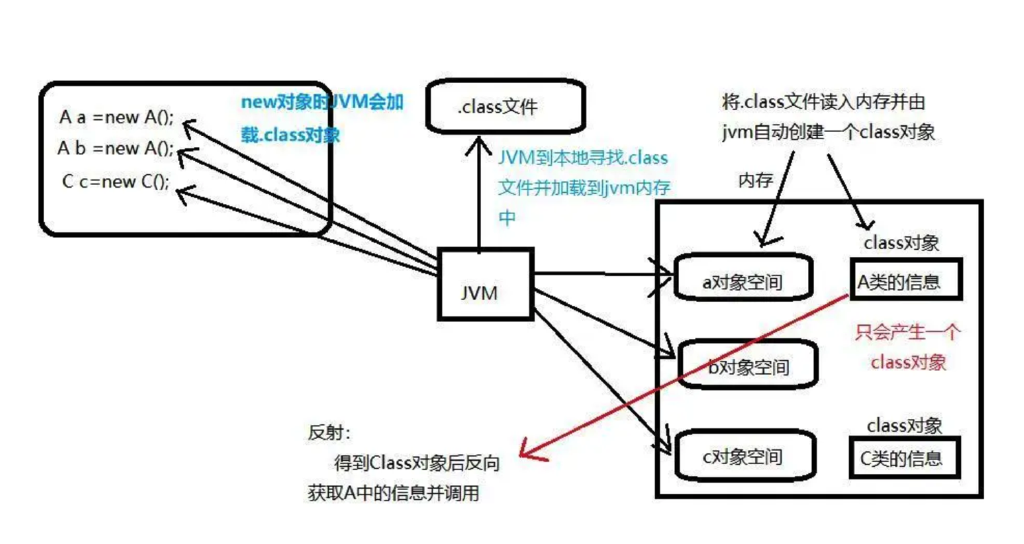 A a =new A();
A b =new A();
C c=new C();
new对象时JVM会加
载.class对象
.class文件
JVM到本地寻找.class
文件并加载到jvm内存
中
JVM
将.class文件读入内存并由
jvm自动创建一个class对象
内存
class对象
a对象空间
A类的信息
只会产生一个
class对象
b对象空间
class对象
c对象空间
C类的信息
反射：
得到Class对象后反向
获取A中的信息并调用